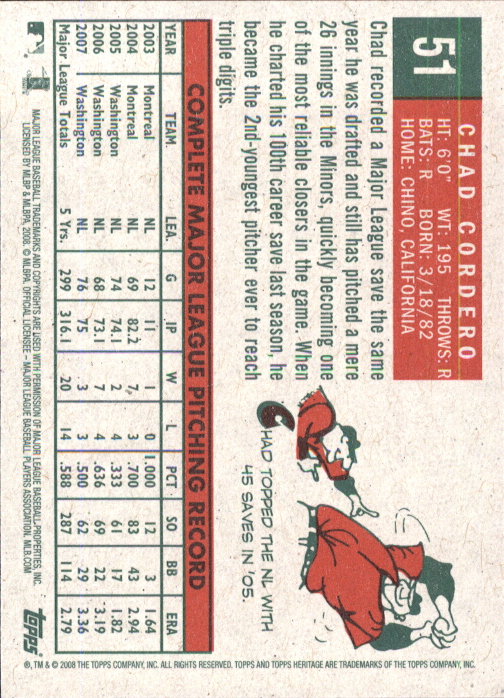 51
CHAD CORDERO
HT: 6'0" WT: 195 THROWS: R
BATS: R BORN: 3/18/82
HOME: CHINO, CALIFORNIA
Chad recorded a Major League save the same
year he was drafted and still has pitched a mere
26 innings in the Minors, quickly becoming one
of the most reliable closers in the game. When
he charted his 100th career save last season, he
became the 2nd-youngest pitcher ever to reach
triple digits.
CHAD TOPPED THE NL WITH
45 SAVES IN '05.
COMPLETE MAJOR LEAGUE PITCHING RECORD
YEAR TEAM LEA. G IP W L PCT SO BB ERA
2003 Montreal NL 12 11 1 0 1.000 12 3 1.64
2004 Montreal NL 69 82.2 7 3 .700 83 43 2.94
2005 Washington NL 74 74.1 2 4 .333 61 17 1.82
2006 Washington NL 68 73.1 7 4 .636 69 22 3.19
2007 Washington NL 76 75 3 3 .500 62 29 3.36
Major League Totals 5 Yrs. 299 316.1 20 14 .588 287 114 2.79
MAJOR LEAGUE BASEBALL TRADEMARKS AND COPYRIGHTS ARE USED WITH PERMISSION OF MAJOR LEAGUE BASEBALL PROPERTIES, INC.
LICENSED BY MLBP & MLBPA, 2008. © MLBPA. OFFICIAL LICENSEE – MAJOR LEAGUE BASEBALL PLAYERS ASSOCIATION. MLB.COM
TOPPS
®, TM & © 2008 THE TOPPS COMPANY, INC. ALL RIGHTS RESERVED. TOPPS AND TOPPS HERITAGE ARE TRADEMARKS OF THE TOPPS COMPANY, INC.